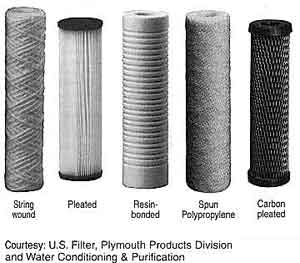 String wound
Pleated
Resin-bonded
Spun Polypropylene
Carbon pleated
Courtesy: U.S. Filter, Plymouth Products Division
and Water Conditioning & Purification